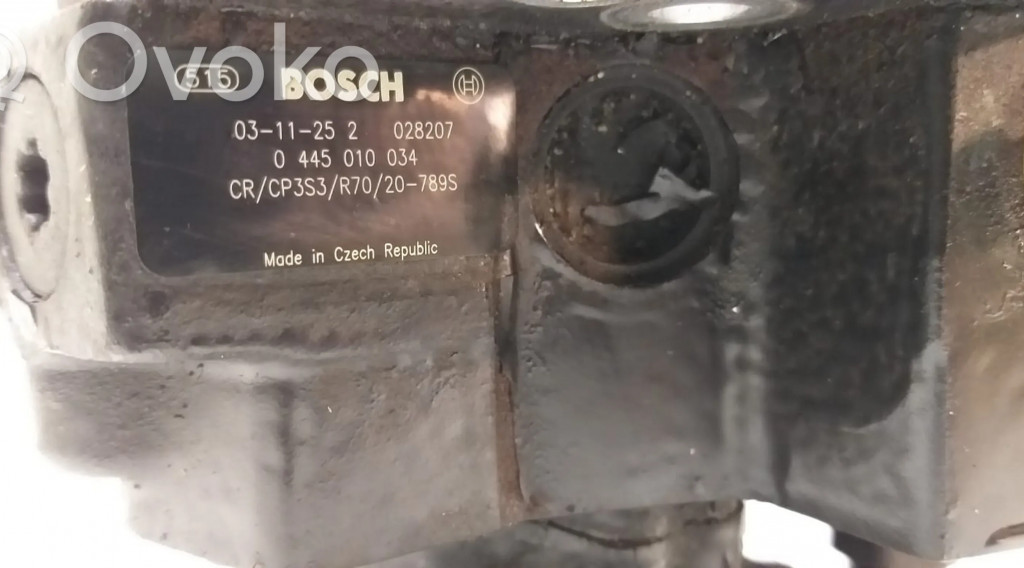 Ovoko
515 BOSCH
03-11-25 2 028207
0 445 010 034
CR/CP3S3/R70/20-789S
Made in Czech Republic